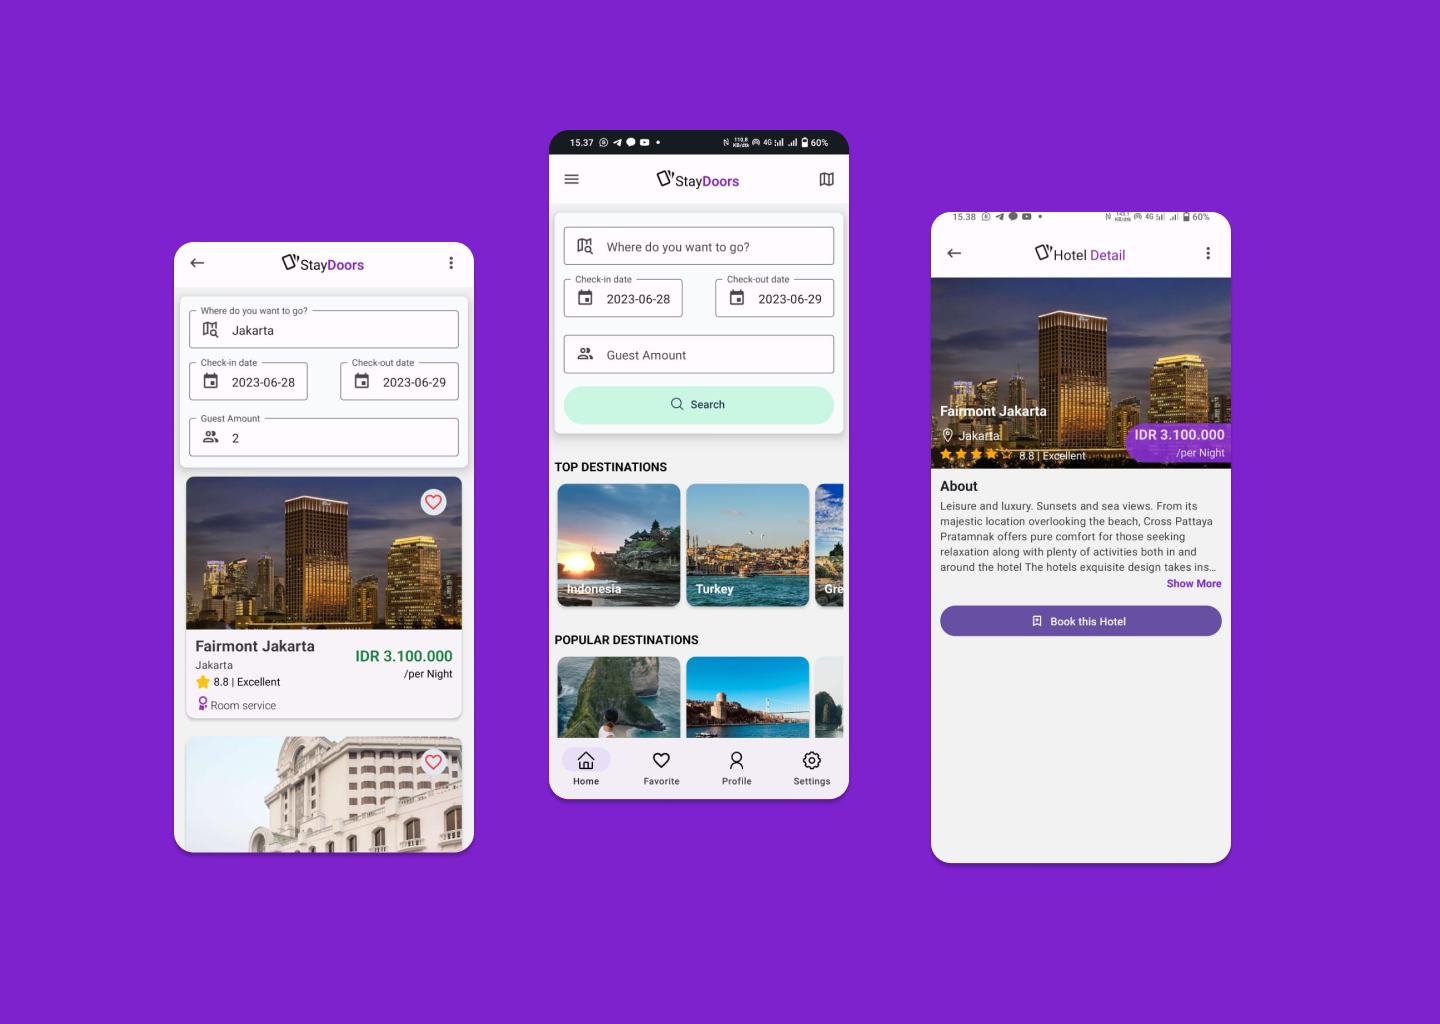 StayDoors
Where do you want to go?
Jakarta
Check-in date
Check-out date
2023-06-28
2023-06-29
Guest Amount
2
Fairmont Jakarta
IDR 3.100.000
Jakarta
/per Night
8.8 | Excellent
Room service
15.37
4G
60%
StayDoors
Where do you want to go?
Check-in date
Check-out date
2023-06-28
2023-06-29
Guest Amount
Search
TOP DESTINATIONS
Indonesia
Turkey
Gre
POPULAR DESTINATIONS
Home
Favorite
Profile
Settings
15.38
4G
60%
Hotel Detail
Fairmont Jakarta
Jakarta
IDR 3.100.000
8.8 | Excellent
/per Night
About
Leisure and luxury. Sunsets and sea views. From its
majestic location overlooking the beach, Cross Pattaya
Pratamnak offers pure comfort for those seeking
relaxation along with plenty of activities both in and
around the hotel The hotels exquisite design takes ins...
Show More
Book this Hotel